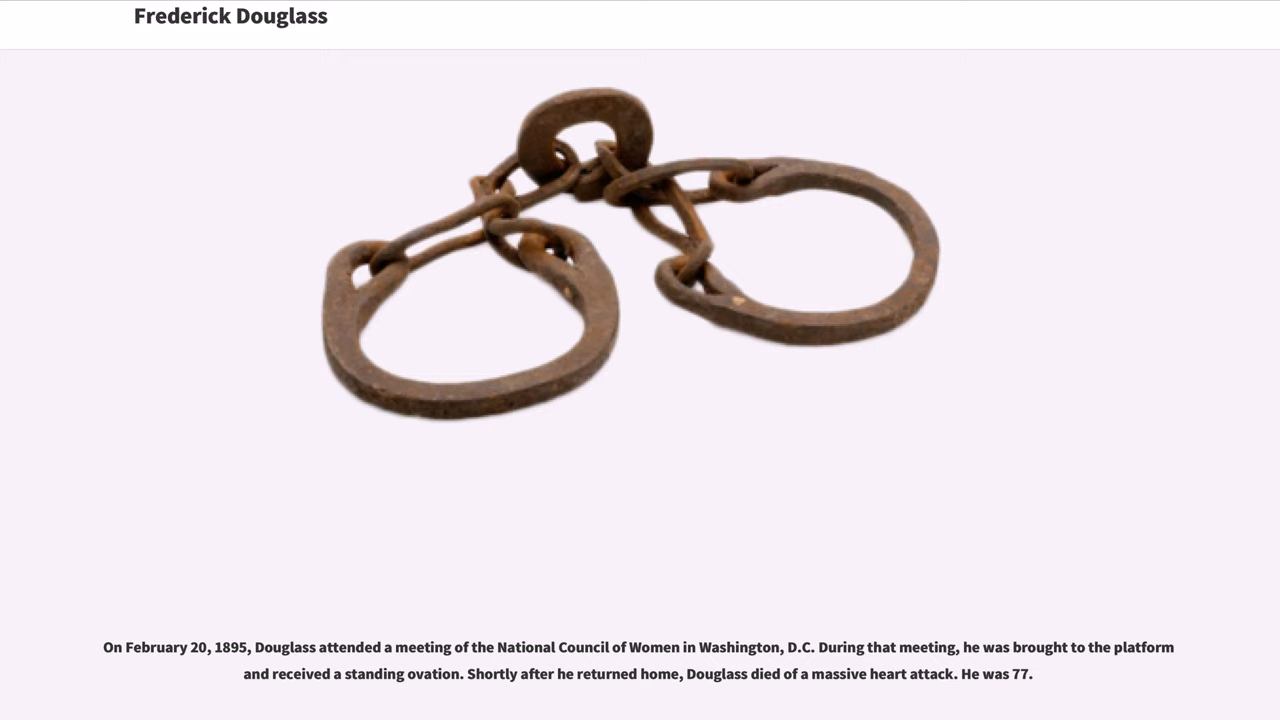 Frederick Douglass
On February 20, 1895, Douglass attended a meeting of the National Council of Women in Washington, D.C. During that meeting, he was brought to the platform
and received a standing ovation. Shortly after he returned home, Douglass died of a massive heart attack. He was 77.